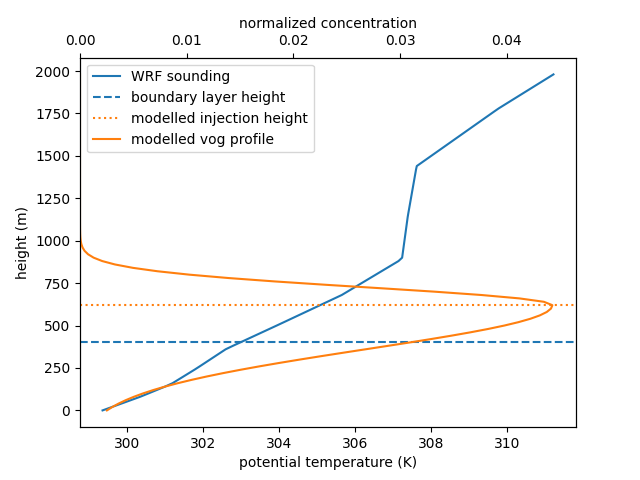 normalized concentration
0.00 0.01 0.02 0.03 0.04
WRF sounding
boundary layer height
modelled injection height
modelled vog profile
height (m)
2000
1750
1500
1250
1000
750
500
250
0
300 302 304 306 308 310
potential temperature (K)